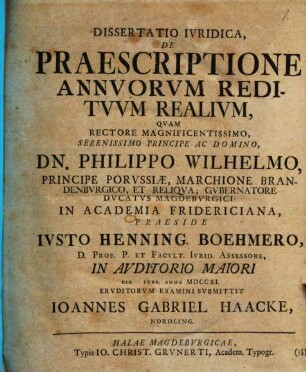 DISSERTATIO IVRIDICA,
DE
PRAESCRIPTIONE
ANNVORVM REDI-
TVVM REALIVM,
QVAM
RECTORE MAGNIFICENTISSIMO,
SERENISSIMO PRINCIPE AC DOMINO,
DN. PHILIPPO WILHELMO,
PRINCIPE PORVSSIÆ, MARCHIONE BRAN-
DENBVRGICO, ET RELIQVA; GVBERNATORE
DVCATVS MAGDEBVRGICI
IN ACADEMIA FRIDERICIANA,
PRAESIDE
IVSTO HENNING. BOEHMERO,
D. PROF. P. ET FACVLT. IVRID. ASSESSORE,
IN AVDITORIO MAIORI
DIE FEBR. ANNO MDCCXI.
ERVDITORVM EXAMINI SVBMITTIT
IOANNES GABRIEL HAACKE,
NORDLING.
HALAE MAGDEBVRGICAE,
Typis IO. CHRIST. GRVNERTI, Academ. Typogr.